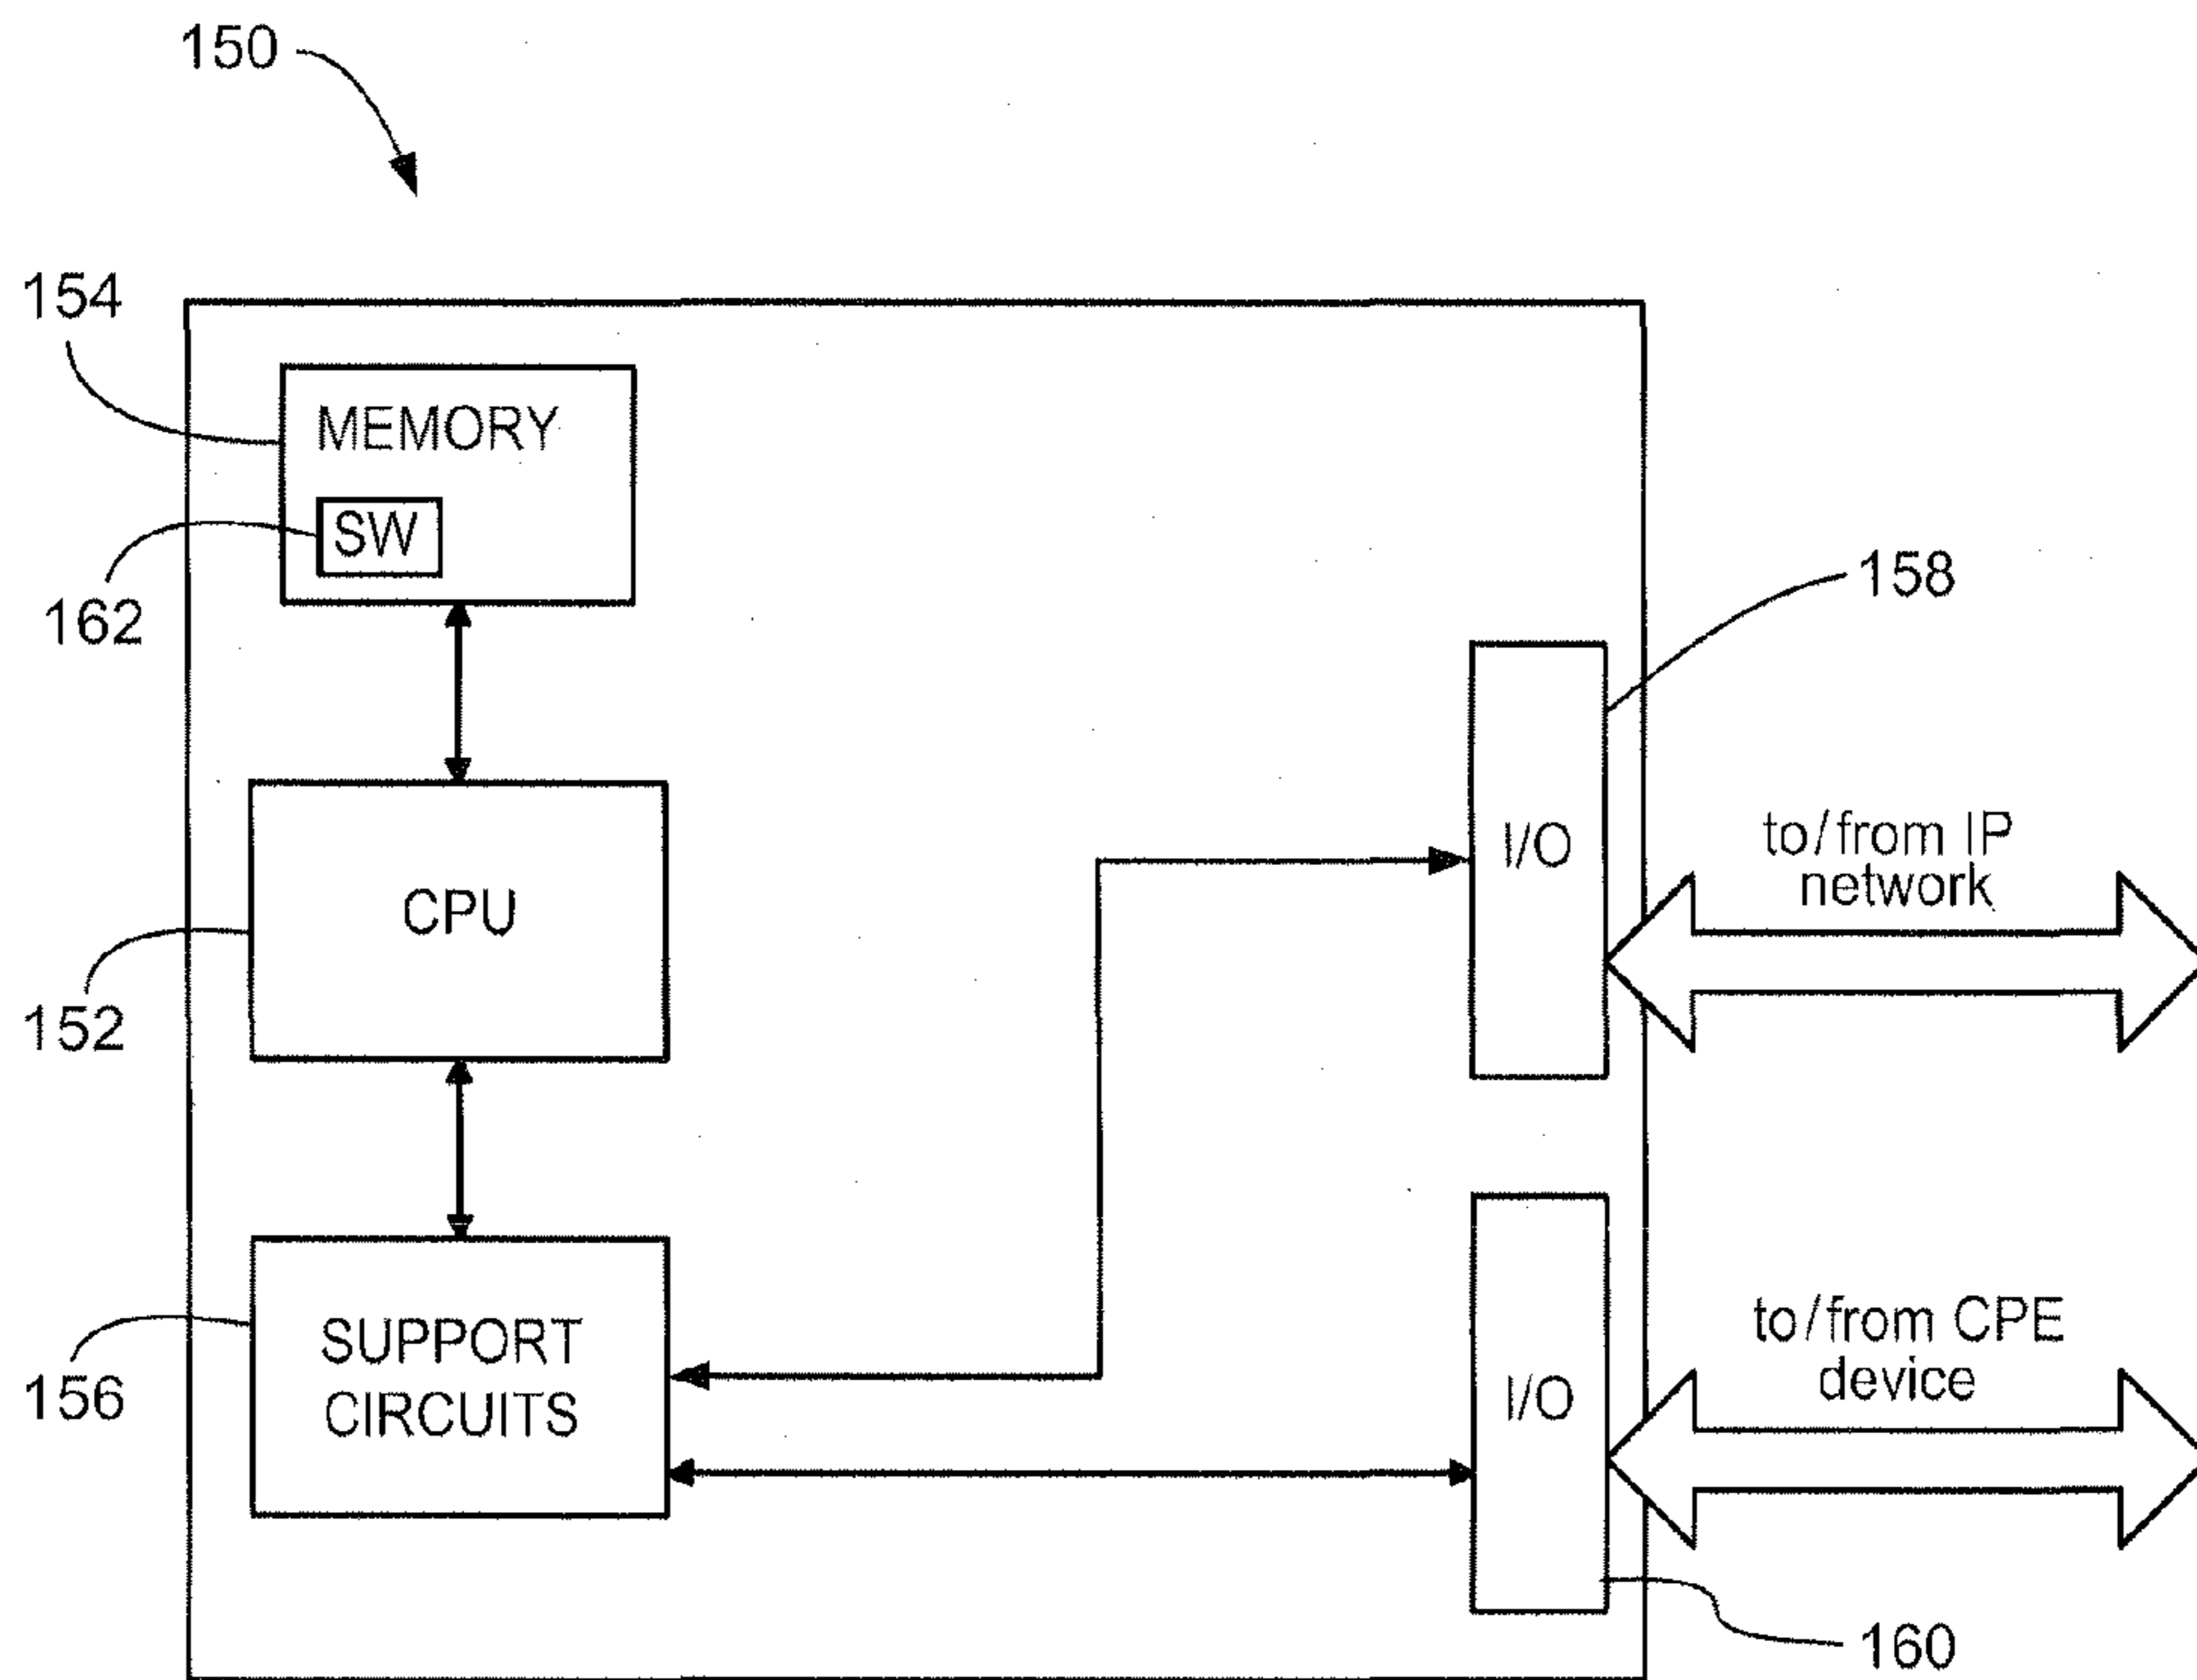 150
154
MEMORY
SW
162
158
I/O
to/from IP
network
CPU
152
I/O
to/from CPE
device
156
SUPPORT
CIRCUITS
160